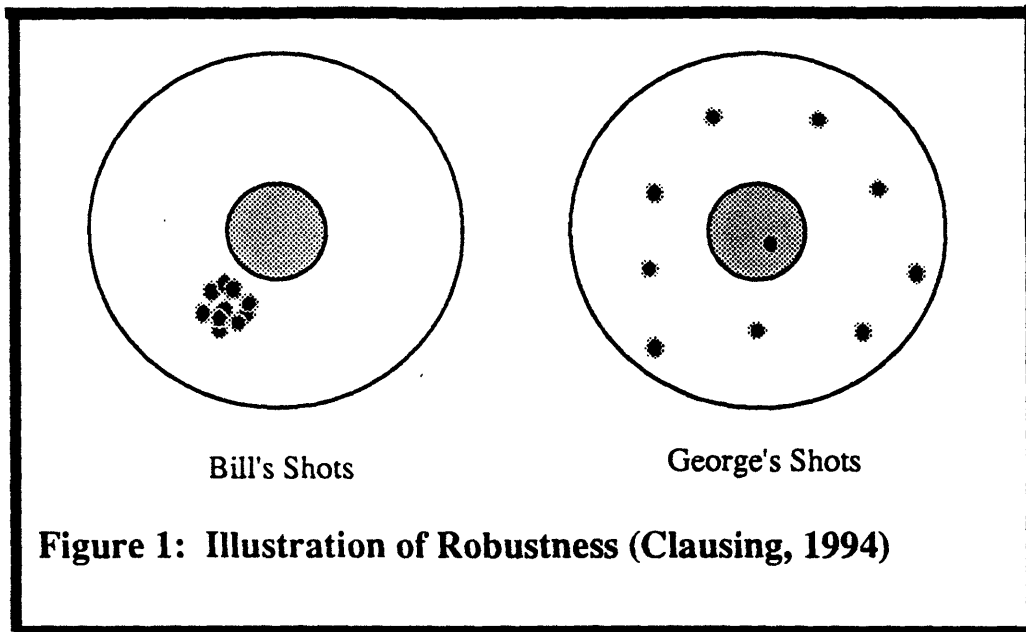 Bill's Shots
George's Shots
Figure 1: Illustration of Robustness (Clausing, 1994)